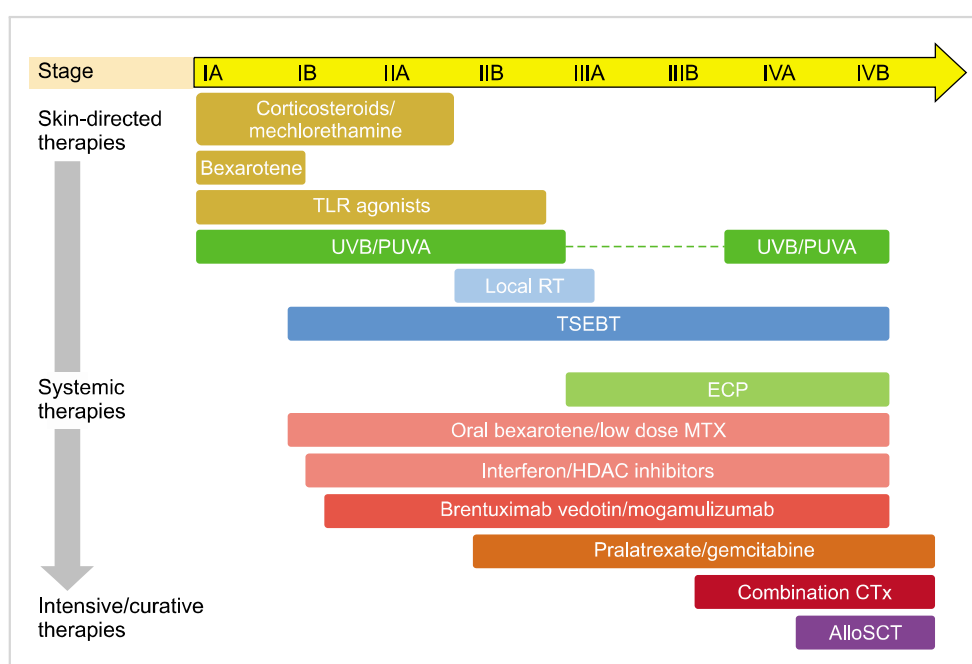 Stage IA IB IIA IIB IIIA IIIB IVA IVB
Skin-directed
therapies
Corticosteroids/
mechlorethamine
Bexarotene
TLR agonists
UVB/PUVA UVB/PUVA
Local RT
TSEBT
Systemic
therapies
ECP
Oral bexarotene/low dose MTX
Interferon/HDAC inhibitors
Brentuximab vedotin/mogamulizumab
Pralatrexate/gemcitabine
Combination CTx
Intensive/curative
therapies
AlloSCT